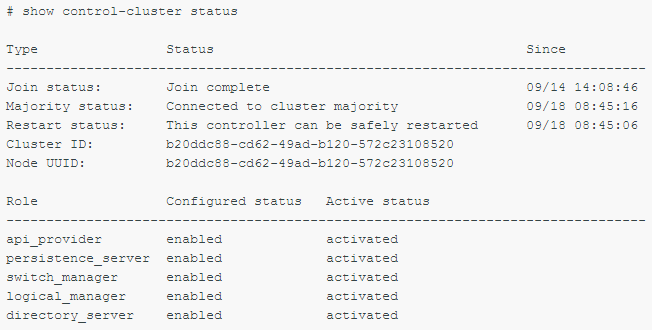 # show control-cluster status
Type Status Since
--------------------------------------------------------------------------------
Join status: Join complete 09/14 14:08:46
Majority status: Connected to cluster majority 09/18 08:45:16
Restart status: This controller can be safely restarted 09/18 08:45:06
Cluster ID: b20ddc88-cd62-49ad-b120-572c23108520
Node UUID: b20ddc88-cd62-49ad-b120-572c23108520
Role Configured status Active status
--------------------------------------------------------------------------------
api_provider enabled activated
persistence_server enabled activated
switch_manager enabled activated
logical_manager enabled activated
directory_server enabled activated